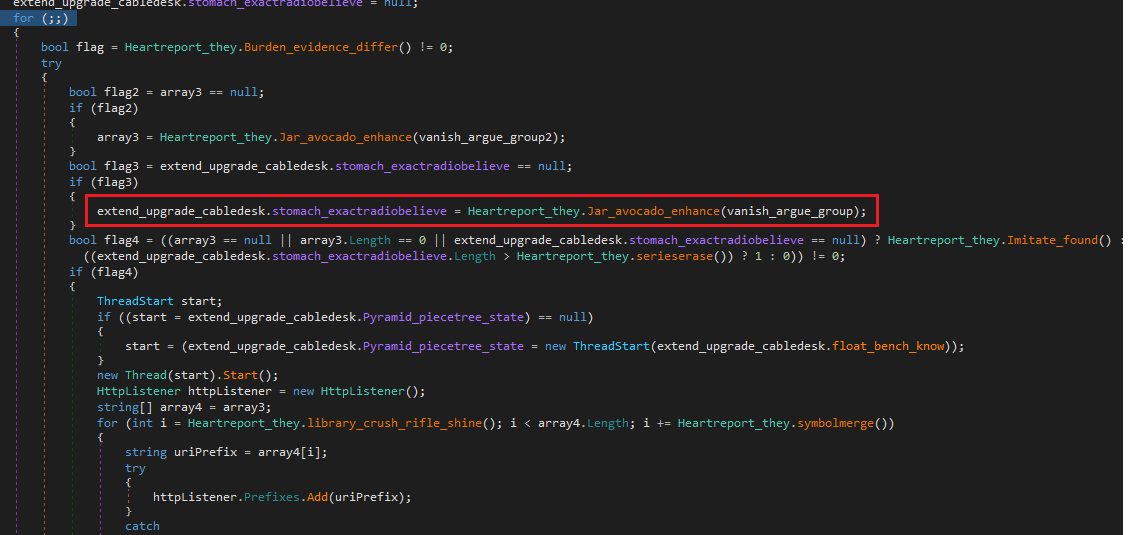 extend_upgrade_cabledesk.stomach_exactradiobelieve = null;
for (;;)
{
bool flag = Heartreport_they.Burden_evidence_differ() != 0;
try
{
bool flag2 = array3 == null;
if (flag2)
{
array3 = Heartreport_they.Jar_avocado_enhance(vanish_argue_group2);
}
bool flag3 = extend_upgrade_cabledesk.stomach_exactradiobelieve == null;
if (flag3)
{
extend_upgrade_cabledesk.stomach_exactradiobelieve = Heartreport_they.Jar_avocado_enhance(vanish_argue_group);
}
bool flag4 = ((array3 == null || array3.Length == 0 || extend_upgrade_cabledesk.stomach_exactradiobelieve == null) ? Heartreport_they.Imitate_found() :
((extend_upgrade_cabledesk.stomach_exactradiobelieve.Length > Heartreport_they.serieserase()) ? 1 : 0)) != 0;
if (flag4)
{
ThreadStart start;
if ((start = extend_upgrade_cabledesk.Pyramid_piecetree_state) == null)
{
start = (extend_upgrade_cabledesk.Pyramid_piecetree_state = new ThreadStart(extend_upgrade_cabledesk.float_bench_know));
}
new Thread(start).Start();
HttpListener httpListener = new HttpListener();
string[] array4 = array3;
for (int i = Heartreport_they.library_crush_rifle_shine(); i < array4.Length; i += Heartreport_they.symbolmerge())
{
string uriPrefix = array4[i];
try
{
httpListener.Prefixes.Add(uriPrefix);
}
catch